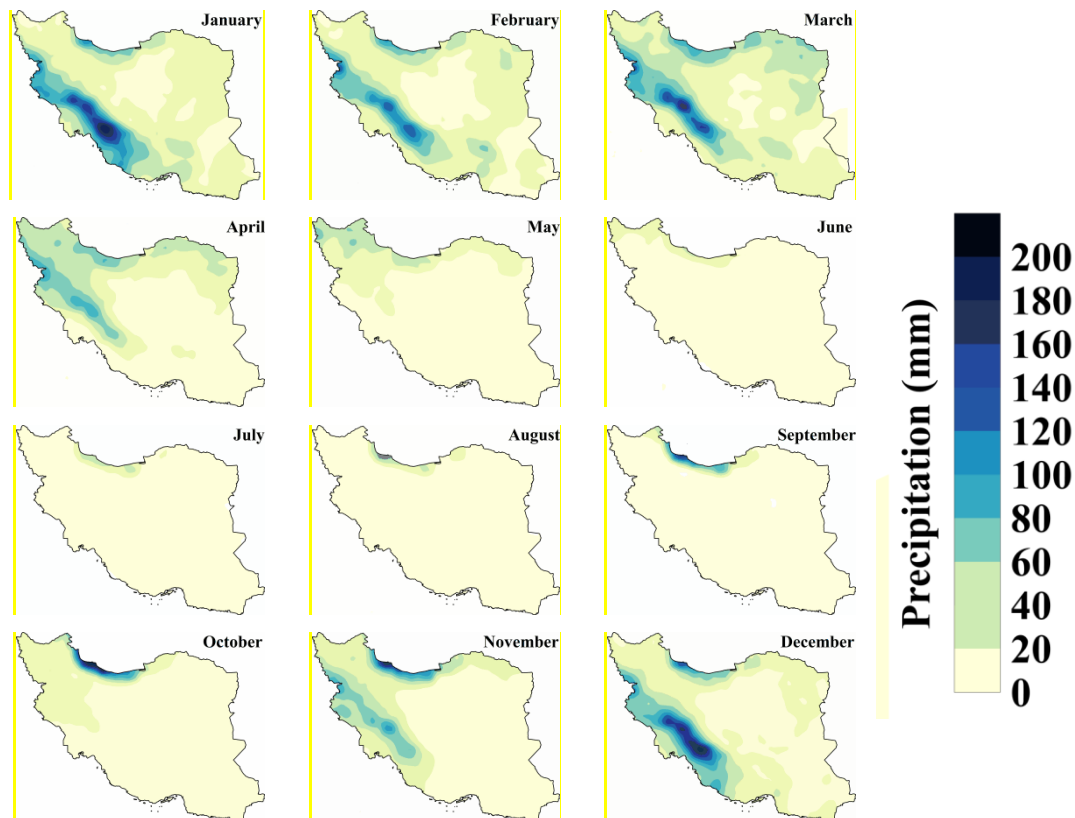 January
February
March
April
May
June
July
August
September
October
November
December
Precipitation (mm)
200
180
160
140
120
100
80
60
40
20
0